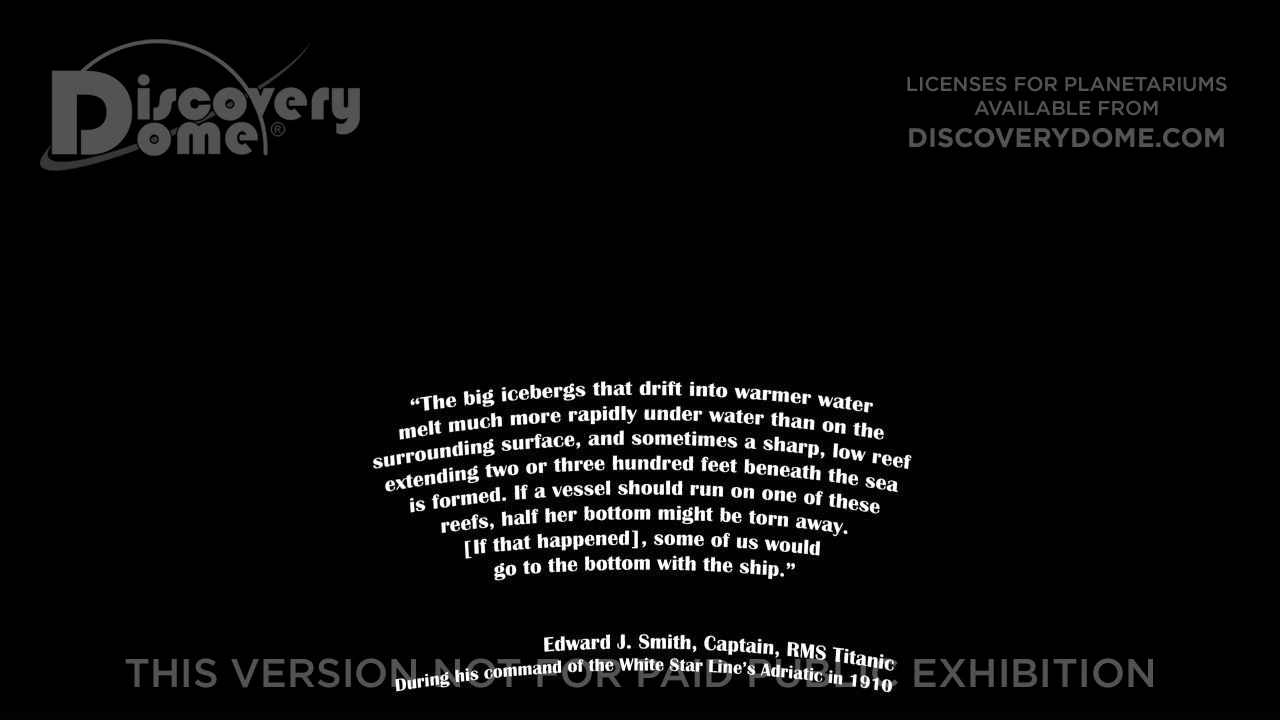 Discovery
Dome®
LICENSES FOR PLANETARIUMS
AVAILABLE FROM
DISCOVERYDOME.COM
“The big icebergs that drift into warmer water
melt much more rapidly under water than on the
surrounding surface, and sometimes a sharp, low reef
extending two or three hundred feet beneath the sea
is formed. If a vessel should run on one of these
reefs, half her bottom might be torn away.
[If that happened], some of us would
go to the bottom with the ship.”
Edward J. Smith, Captain, RMS Titanic
During his command of the White Star Line’s Adriatic in 1910
THIS VERSION NOT FOR PAID PUBLIC EXHIBITION